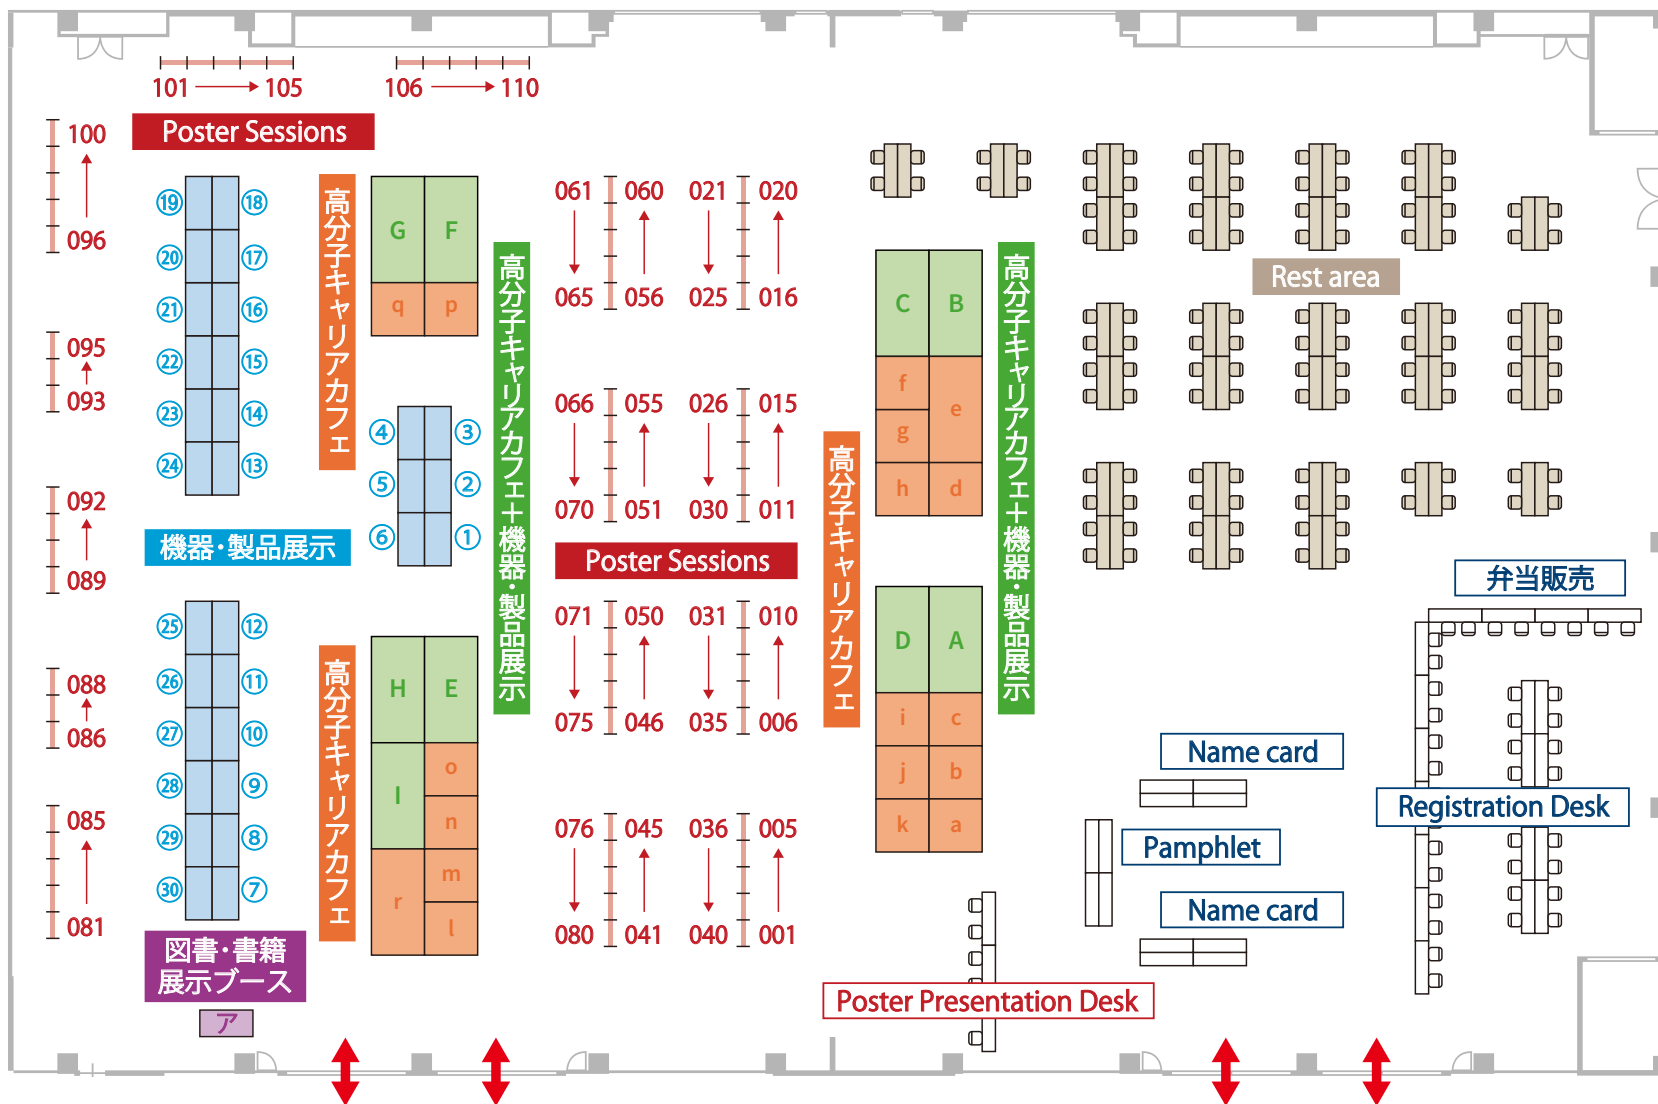 101 → 105
106 → 110
Poster Sessions
100
096
095
093
092
089
088
086
085
081
⑲ ⑱
⑳ ⑰
㉑ ⑯
㉒ ⑮
㉓ ⑭
㉔ ⑬
機器・製品展示
㉕ ⑫
㉖ ⑪
㉗ ⑩
㉘ ⑨
㉙ ⑧
㉚ ⑦
図書・書籍
展示ブース
ア
高分子キャリアカフェ
高分子キャリアカフェ
G F
q p
④ ③
⑤ ②
⑥ ①
H E
I
o
n
m
r
l
高分子キャリアカフェ+機器・製品展示
061 060 021 020
065 056 025 016
066 055 026 015
070 051 030 011
Poster Sessions
071 050 031 010
075 046 035 006
076 045 036 005
080 041 040 001
高分子キャリアカフェ
C B
f
e
g
h d
D A
i c
j b
k a
高分子キャリアカフェ+機器・製品展示
Rest area
弁当販売
Name card
Registration Desk
Pamphlet
Name card
Poster Presentation Desk